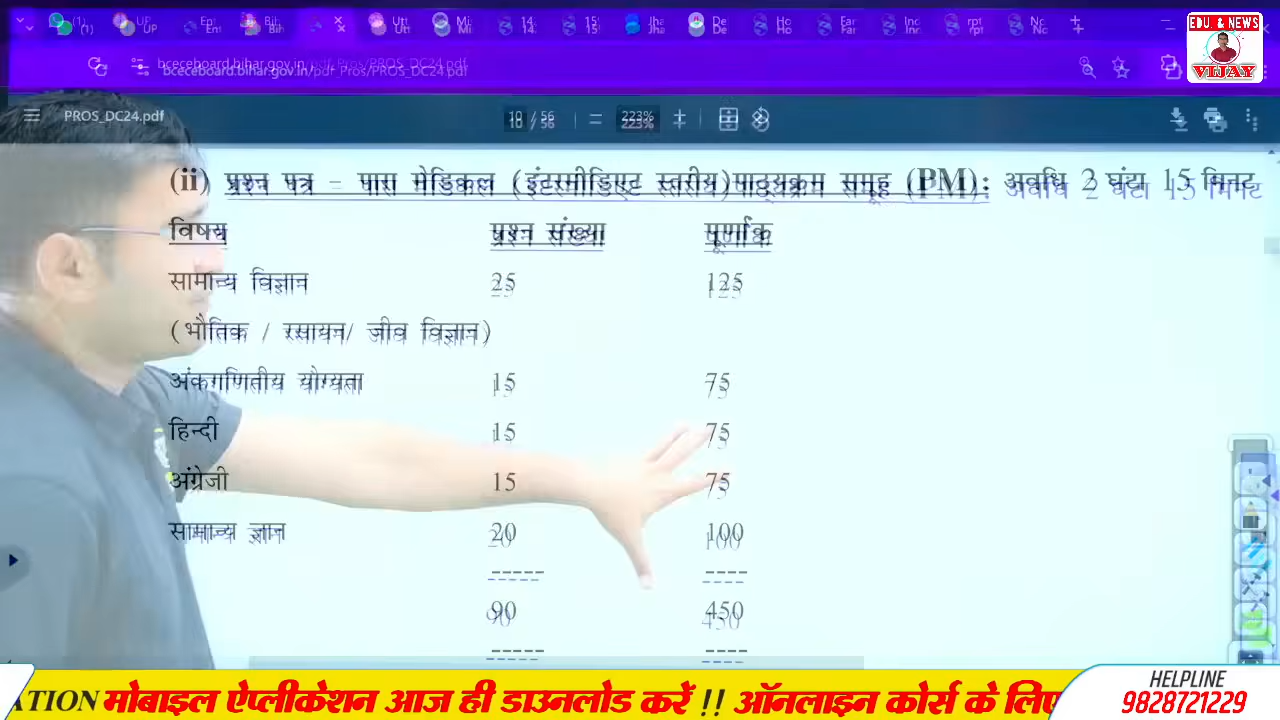 EDU & NEWS
VIJAY
bceceboard.bihar.gov.in/pdf_Pros/PROS_DC24.pdf
PROS_DC24.pdf
10 / 56
223%
(ii) प्रश्न पत्र – पारा मेडिकल (इंटरमीडिएट स्तरीय)पाठ्यक्रम समूह (PM): अवधि 2 घंटा 15 मिनट
विषय प्रश्न संख्या पूर्णांक
सामान्य विज्ञान 25 125
(भौतिक / रसायन/ जीव विज्ञान)
अंकगणितीय योग्यता 15 75
हिन्दी 15 75
अंग्रेजी 15 75
सामान्य ज्ञान 20 100
90 450
ATION मोबाइल ऐप्लीकेशन आज ही डाउनलोड करें !! ऑनलाइन कोर्स के लिए
HELPLINE
9828721229